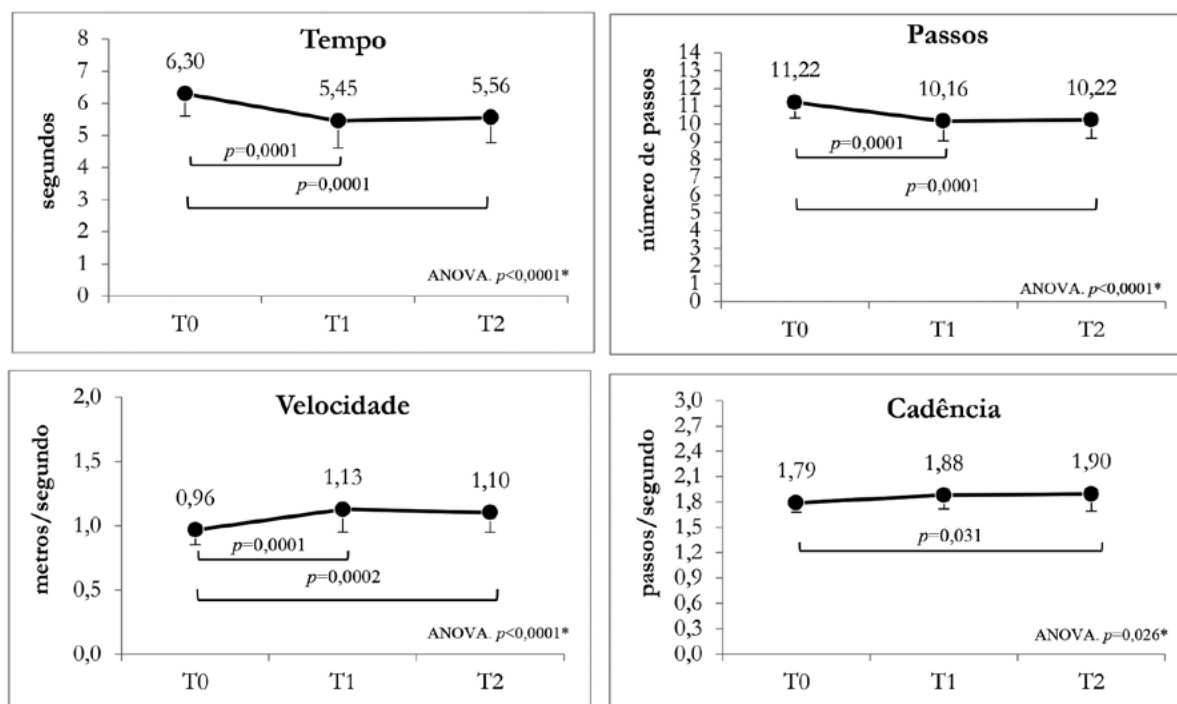 Tempo
segundos
8
7
6
5
4
3
2
1
0
6,30
5,45
5,56
p=0,0001
p=0,0001
ANOVA. p<0,0001*
T0 T1 T2
Passos
número de passos
14
13
12
11
10
9
8
7
6
5
4
3
2
1
0
11,22
10,16
10,22
p=0,0001
p=0,0001
ANOVA. p<0,0001*
T0 T1 T2
Velocidade
metros/segundo
2,0
1,5
1,0
0,5
0,0
0,96
1,13
1,10
p=0,0001
p=0,0002
ANOVA. p<0,0001*
T0 T1 T2
Cadência
passos/segundo
3,0
2,7
2,4
2,1
1,8
1,5
1,2
0,9
0,6
0,3
0,0
1,79
1,88
1,90
p=0,031
ANOVA. p=0,026*
T0 T1 T2